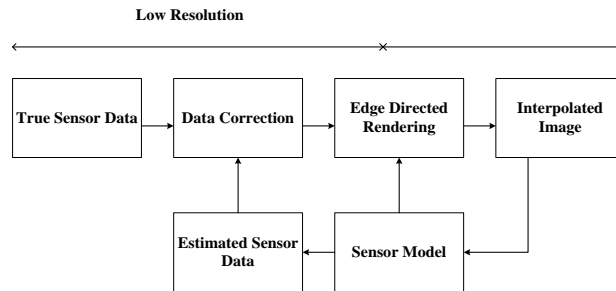 Low Resolution
True Sensor Data
Data Correction
Edge Directed
Rendering
Interpolated
Image
Estimated Sensor
Data
Sensor Model